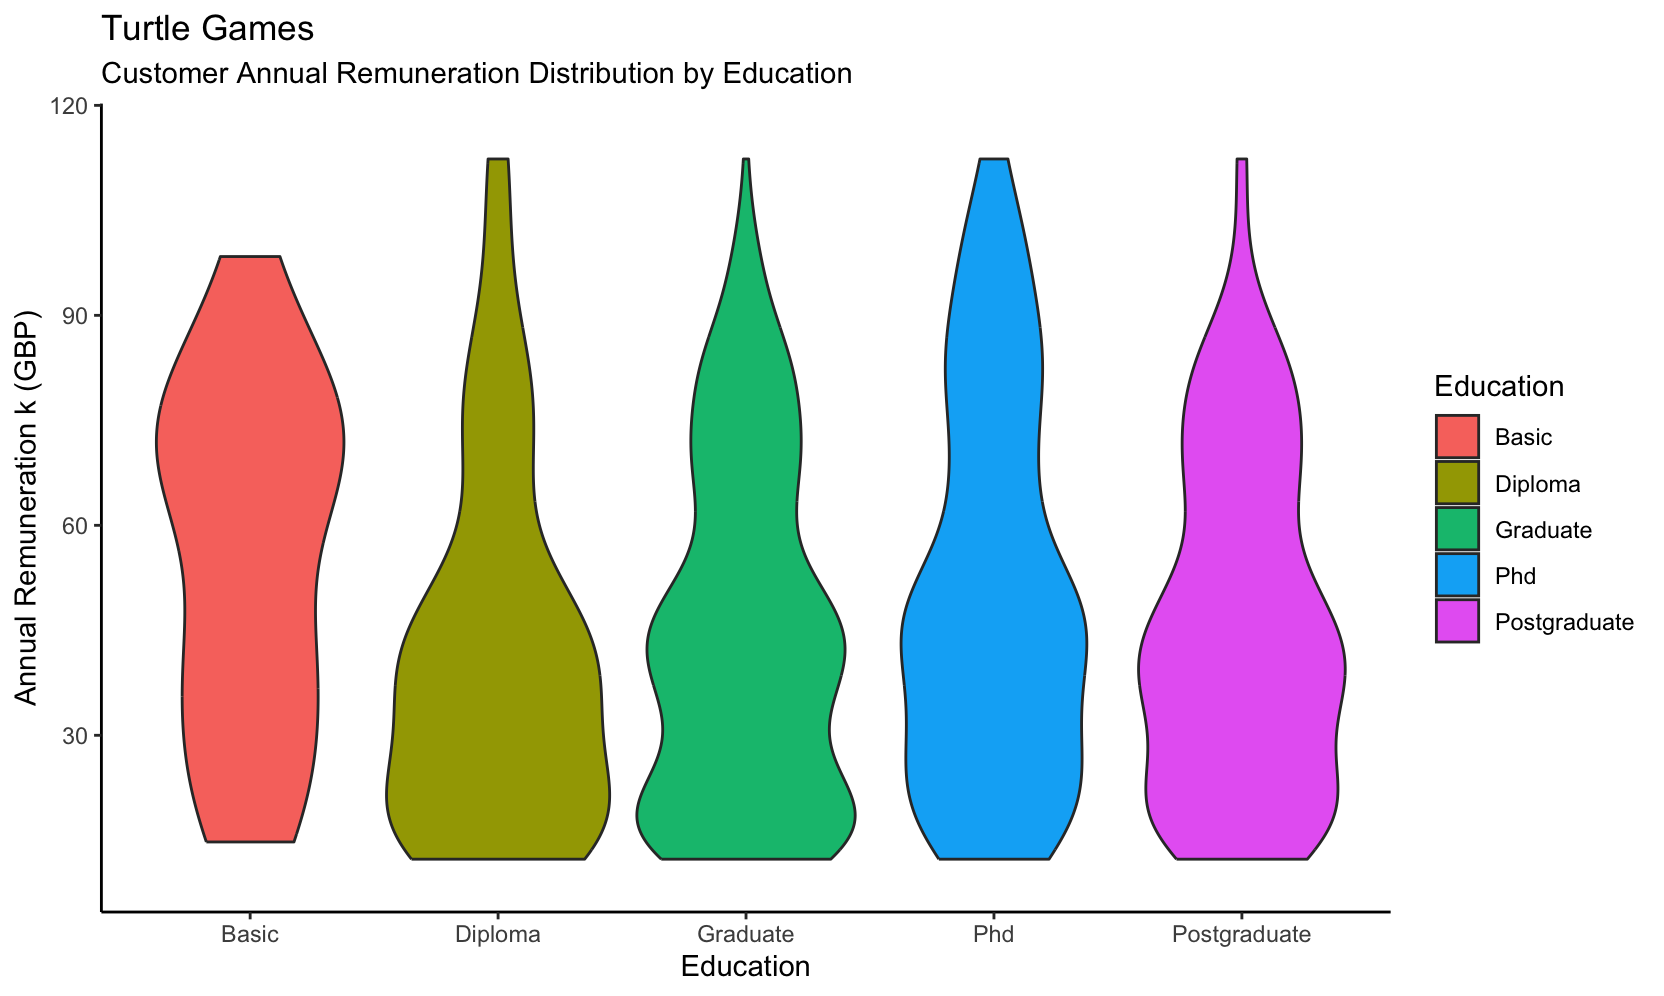 Turtle Games
Customer Annual Remuneration Distribution by Education
Annual Remuneration k (GBP)
120
90
60
30
Basic
Diploma
Graduate
Phd
Postgraduate
Education
Education
Basic
Diploma
Graduate
Phd
Postgraduate